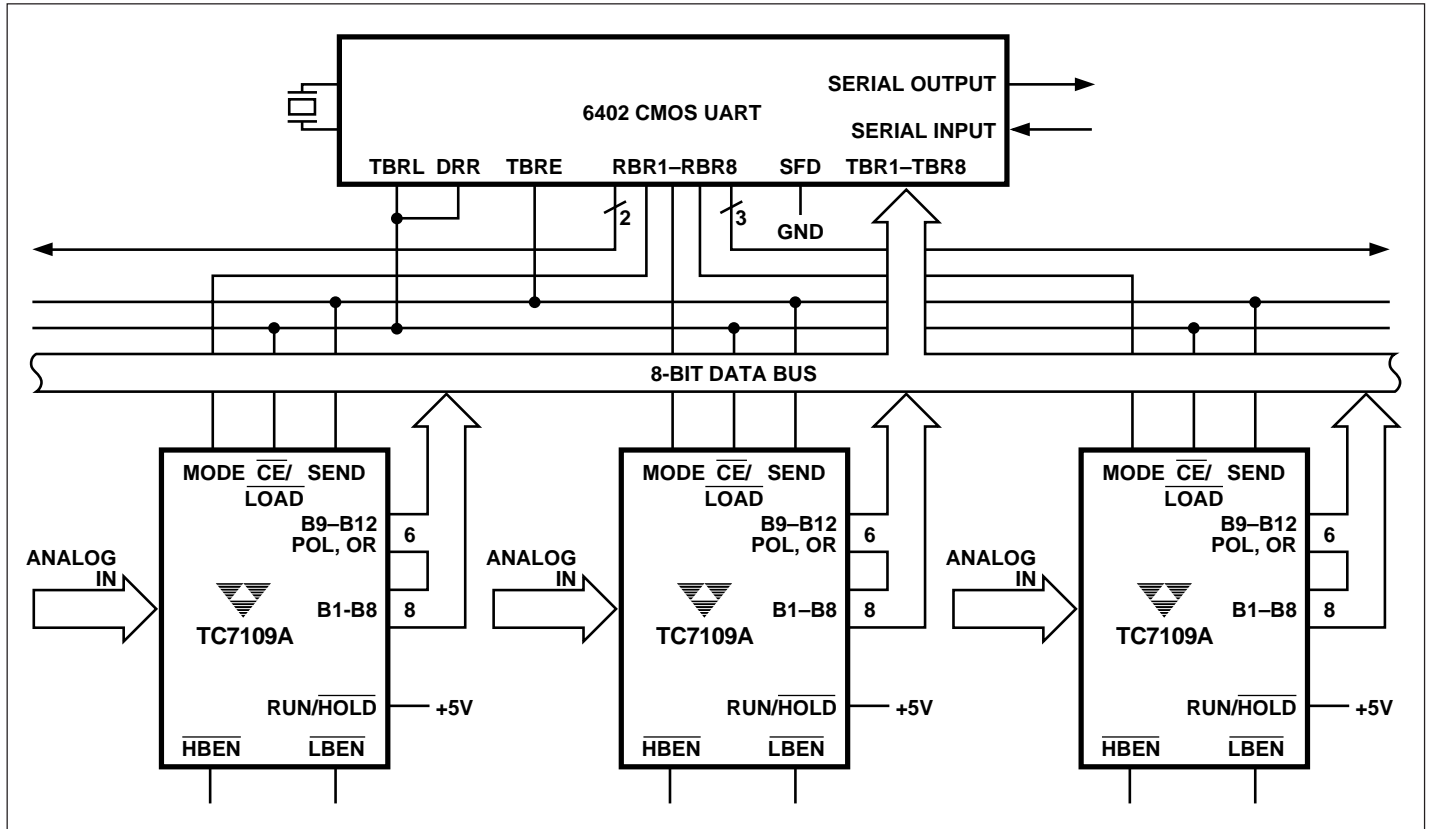 SERIAL OUTPUT
6402 CMOS UART
SERIAL INPUT
TBRL DRR TBRE RBR1–RBR8 SFD TBR1–TBR8
2
3
GND
8-BIT DATA BUS
MODE CE/ SEND
LOAD
B9–B12
POL, OR
6
ANALOG
IN
B1-B8
8
TC7109A
RUN/HOLD
+5V
HBEN
LBEN
MODE CE/ SEND
LOAD
B9–B12
POL, OR
6
ANALOG
IN
B1–B8
8
TC7109A
RUN/HOLD
+5V
HBEN
LBEN
MODE CE/ SEND
LOAD
B9–B12
POL, OR
6
ANALOG
IN
B1–B8
8
TC7109A
RUN/HOLD
+5V
HBEN
LBEN